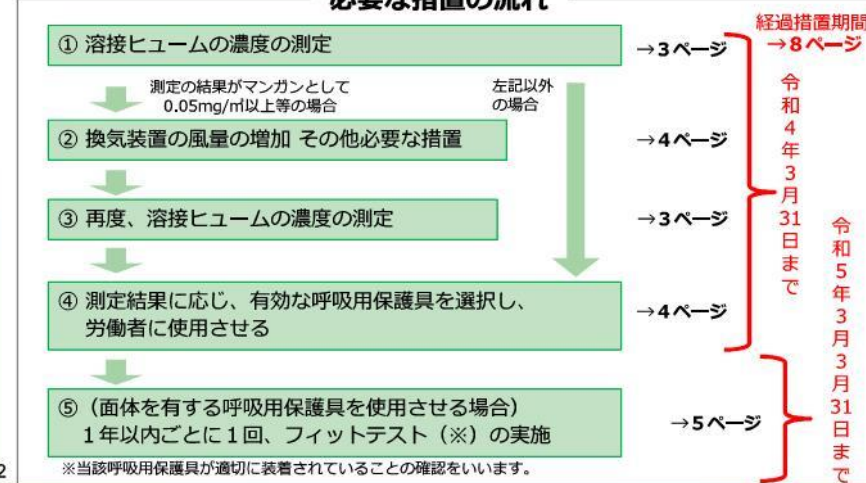 必要な措置の流れ
経過措置期間
→8ページ
① 溶接ヒュームの濃度の測定
→3ページ
測定の結果がマンガンとして
0.05mg/㎥以上等の場合
左記以外
の場合
② 換気装置の風量の増加 その他必要な措置
→4ページ
③ 再度、溶接ヒュームの濃度の測定
→3ページ
④ 測定結果に応じ、有効な呼吸用保護具を選択し、
労働者に使用させる
→4ページ
令和4年3月31日まで
⑤（面体を有する呼吸用保護具を使用させる場合）
1年以内ごとに1回、フィットテスト（※）の実施
→5ページ
令和5年3月3月31日まで
※当該呼吸用保護具が適切に装着されていることの確認をいいます。
2